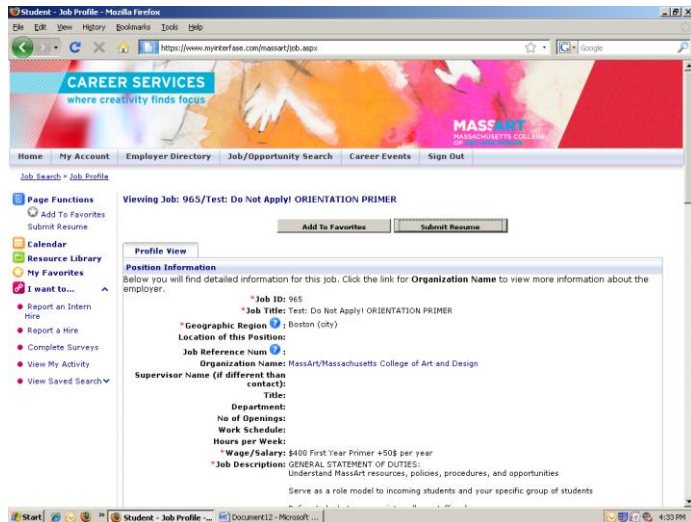 Student - Job Profile - Mozilla Firefox
File Edit View History Bookmarks Tools Help
https://www.myinterfase.com/massart/job.aspx
Google
CAREER SERVICES
where creativity finds focus
MASSART
MASSACHUSETTS COLLEGE
OF ART AND DESIGN
Home My Account Employer Directory Job/Opportunity Search Career Events Sign Out
Job Search > Job Profile
Page Functions
Add To Favorites
Submit Resume
Calendar
Resource Library
My Favorites
I want to...
Report an Intern
Hire
Report a Hire
Complete Surveys
View My Activity
View Saved Search
Viewing Job: 965/Test: Do Not Apply! ORIENTATION PRIMER
Add To Favorites Submit Resume
Profile View
Position Information
Below you will find detailed information for this job. Click the link for Organization Name to view more information about the
employer.
*Job ID: 965
*Job Title: Test: Do Not Apply! ORIENTATION PRIMER
*Geographic Region ? : Boston (city)
Location of this Position:
Job Reference Num ? :
Organization Name: MassArt/Massachusetts College of Art and Design
Supervisor Name (if different than
contact):
Title:
Department:
No of Openings:
Work Schedule:
Hours per Week:
*Wage/Salary: $400 First Year Primer +50$ per year
*Job Description: GENERAL STATEMENT OF DUTIES:
Understand MassArt resources, policies, procedures, and opportunities
Serve as a role model to incoming students and your specific group of students
Start
Student - Job Profile -...
Document12 - Microsoft ...
4:33 PM